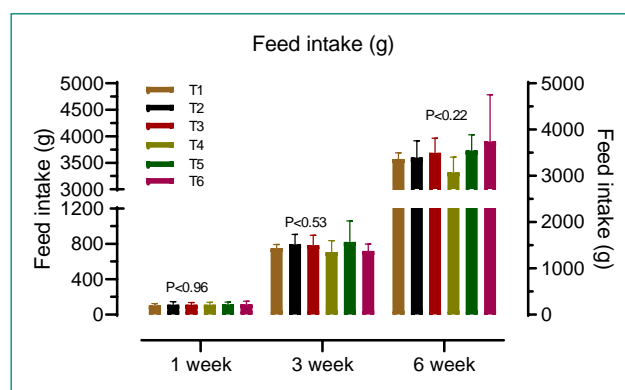 Feed intake (g)
5000
4500
4000
3500
3000
1200
800
400
0
Feed intake (g)
T1
T2
T3
T4
T5
T6
P<0.96
P<0.53
P<0.22
5000
4000
3000
2000
1000
0
Feed intake (g)
1 week
3 week
6 week